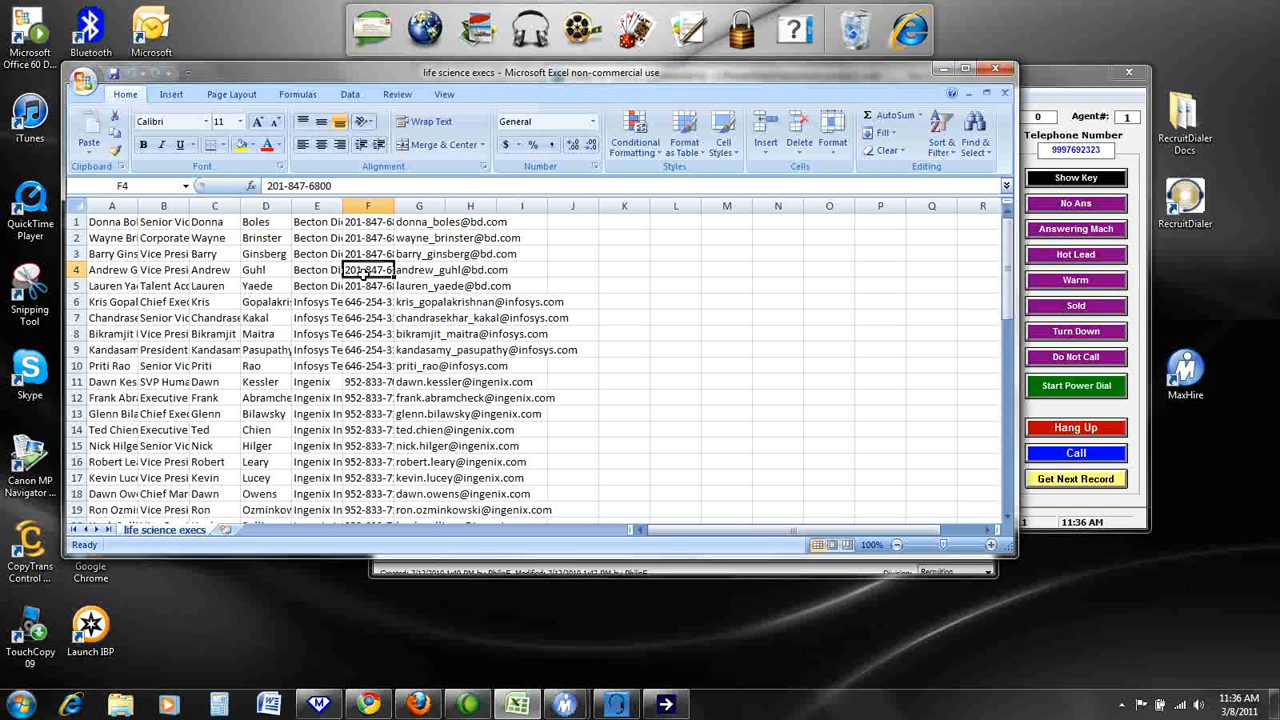 Microsoft Office 60 D...
Bluetooth
Microsoft
iTunes
QuickTime Player
Snipping Tool
Skype
Canon MP Navigator ...
CopyTrans Control ...
Google Chrome
TouchCopy 09
Launch IBP
RecruitDialer Docs
RecruitDialer
MaxHire
life science execs - Microsoft Excel non-commercial use
Home Insert Page Layout Formulas Data Review View
Calibri 11 Wrap Text General AutoSum
Paste Merge & Center Fill Clear
Conditional Formatting Format as Table Cell Styles Insert Delete Format Sort & Filter Find & Select
Clipboard Font Alignment Number Styles Cells Editing
F4 201-847-6800
A B C D E F G H I J K L M N O P Q R
1 Donna Bol Senior Vic Donna Boles Becton Di 201-847-68 donna_boles@bd.com
2 Wayne Br Corporate Wayne Brinster Becton Di 201-847-68 wayne_brinster@bd.com
3 Barry Gins Vice Presi Barry Ginsberg Becton Di 201-847-68 barry_ginsberg@bd.com
4 Andrew G Vice Presi Andrew Guhl Becton Di 201-847-6 andrew_guhl@bd.com
5 Lauren Ya Talent Acc Lauren Yaede Becton Di 201-847-68 lauren_yaede@bd.com
6 Kris Gopal Chief Exec Kris Gopalakris Infosys Te 646-254-3 kris_gopalakrishnan@infosys.com
7 Chandrase Senior Vic Chandrase Kakal Infosys Te 646-254-3 chandrasekhar_kakal@infosys.com
8 Bikramjit Vice Presi Bikramjit Maitra Infosys Te 646-254-3 bikramjit_maitra@infosys.com
9 Kandasam President Kandasam Pasupathy Infosys Te 646-254-3 kandasamy_pasupathy@infosys.com
10 Priti Rao Senior Vic Priti Rao Infosys Te 646-254-3 priti_rao@infosys.com
11 Dawn Kes SVP Huma Dawn Kessler Ingenix 952-833-7 dawn.kessler@ingenix.com
12 Frank Abra Executive Frank Abramche Ingenix In 952-833-7 frank.abramcheck@ingenix.com
13 Glenn Bila Chief Exec Glenn Bilawsky Ingenix In 952-833-7 glenn.bilawsky@ingenix.com
14 Ted Chien Executive Ted Chien Ingenix In 952-833-7 ted.chien@ingenix.com
15 Nick Hilge Senior Vic Nick Hilger Ingenix In 952-833-7 nick.hilger@ingenix.com
16 Robert Lea Vice Presi Robert Leary Ingenix In 952-833-7 robert.leary@ingenix.com
17 Kevin Luce Vice Presi Kevin Lucey Ingenix In 952-833-7 kevin.lucey@ingenix.com
18 Dawn Owe Chief Mar Dawn Owens Ingenix In 952-833-7 dawn.owens@ingenix.com
19 Ron Ozmi Vice Presi Ron Ozminkow Ingenix In 952-833-7 ron.ozminkowski@ingenix.com
life science execs
Ready 100%
0 Agent#: 1
Telephone Number
9997692323
Show Key
No Ans
Answering Mach
Hot Lead
Warm
Sold
Turn Down
Do Not Call
Start Power Dial
Hang Up
Call
Get Next Record
1 11:36 AM
Division: Recruiting
11:36 AM
3/8/2011